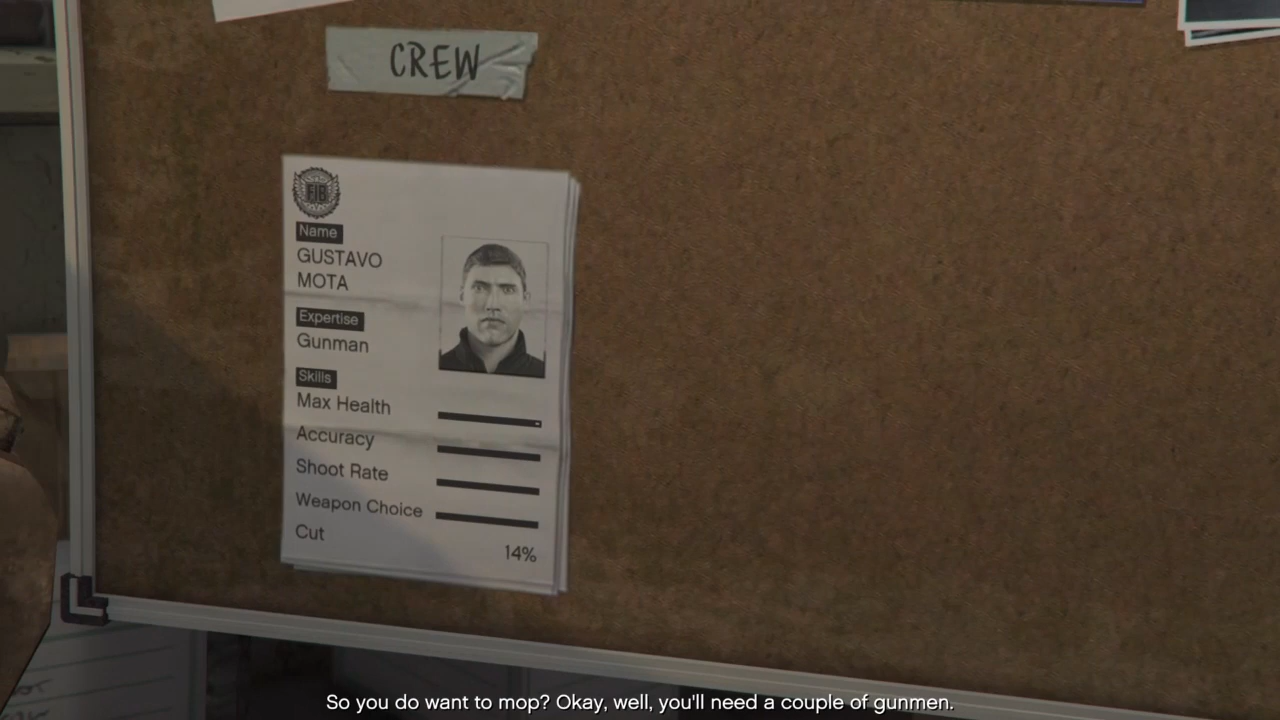 CREW
FIB
Name
GUSTAVO
MOTA
Expertise
Gunman
Skills
Max Health
Accuracy
Shoot Rate
Weapon Choice
Cut
14%
So you do want to mop? Okay, well, you'll need a couple of gunmen.